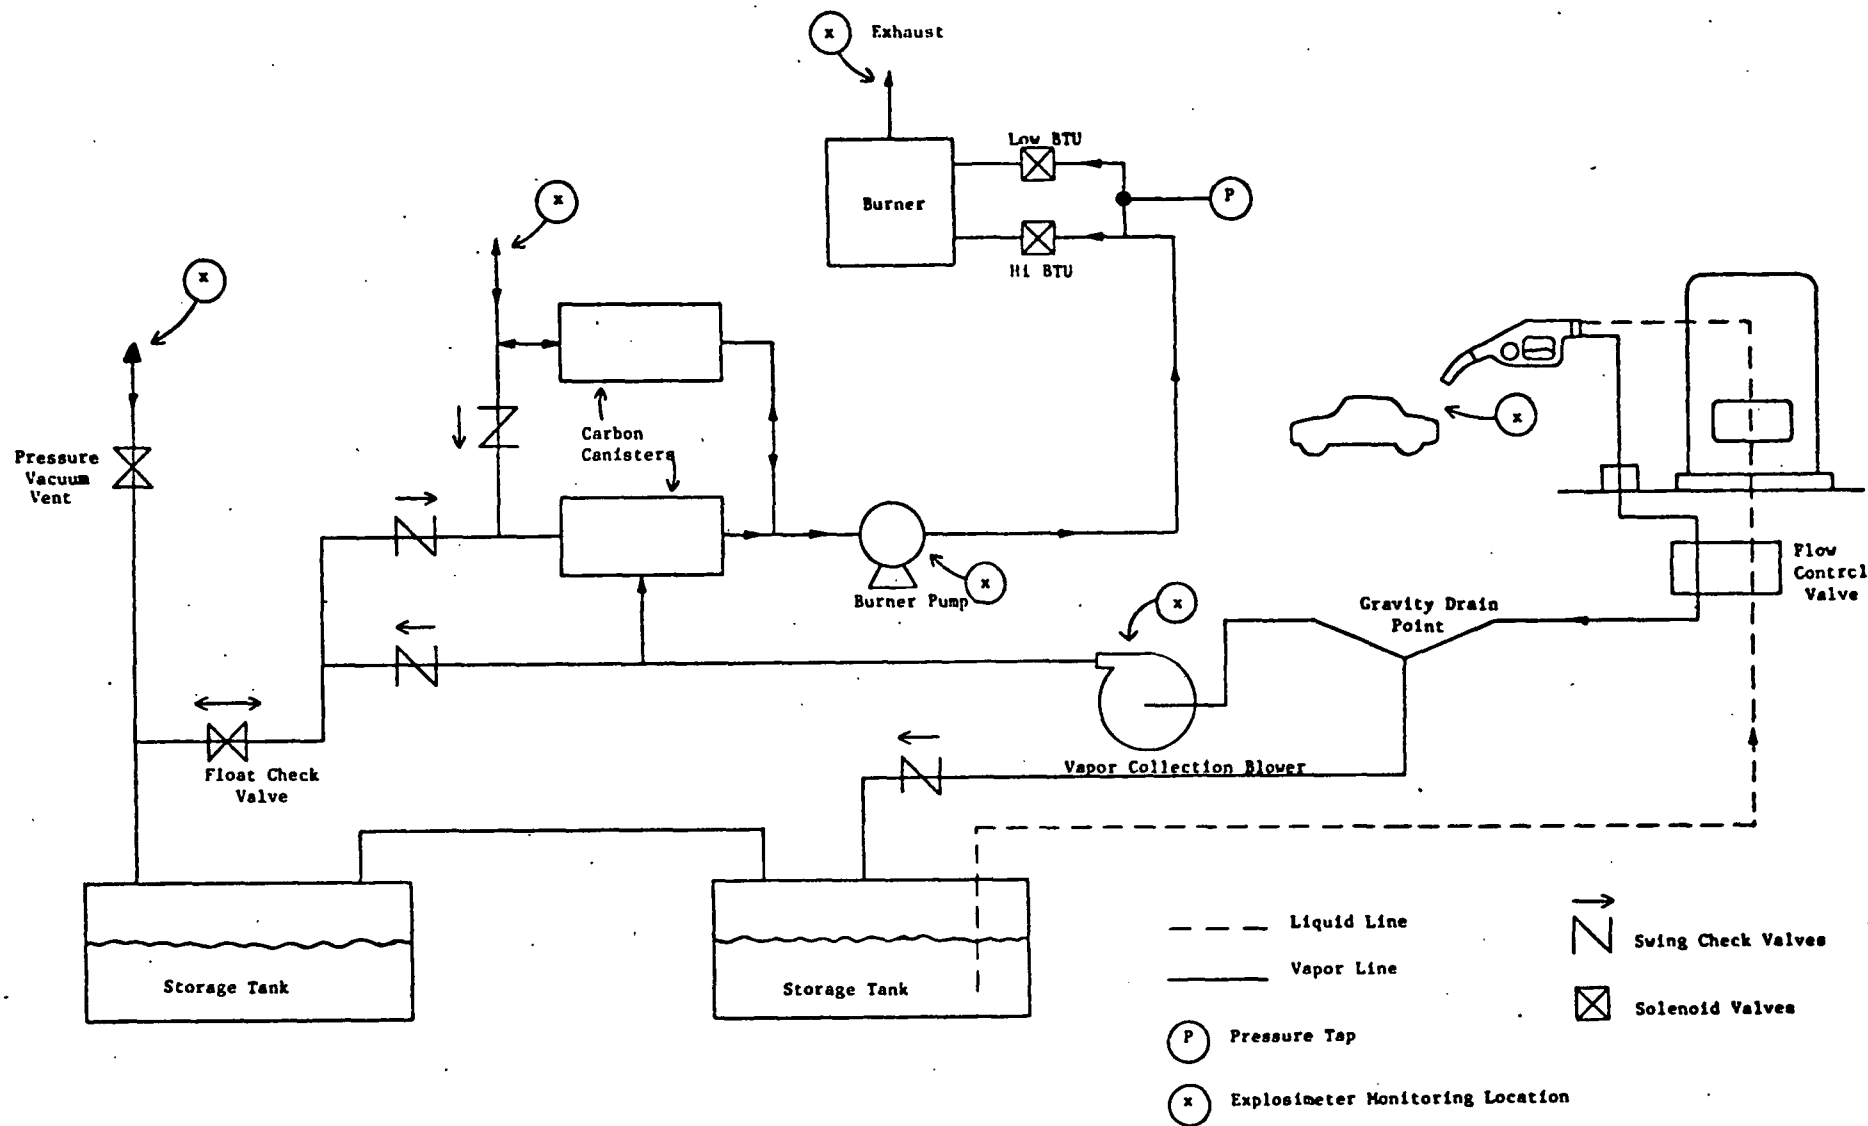 x Exhaust
Low BTU
Burner
P
Hi BTU
x
x
Carbon
Canisters
x
Pressure
Vacuum
Vent
Burner Pump
x
x
Flow
Control
Valve
Gravity Drain
Point
Float Check
Valve
Vapor Collection Blower
Storage Tank
Storage Tank
Liquid Line
Vapor Line
P Pressure Tap
x Explosimeter Monitoring Location
Swing Check Valves
Solenoid Valves